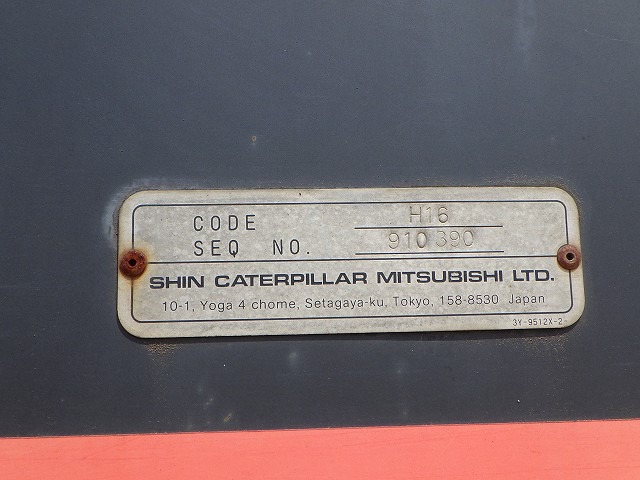 CODE H16
SEQ NO. 910390
SHIN CATERPILLAR MITSUBISHI LTD.
10-1, Yoga 4 chome, Setagaya-ku, Tokyo, 158-8530 Japan
3Y-9512X-2-